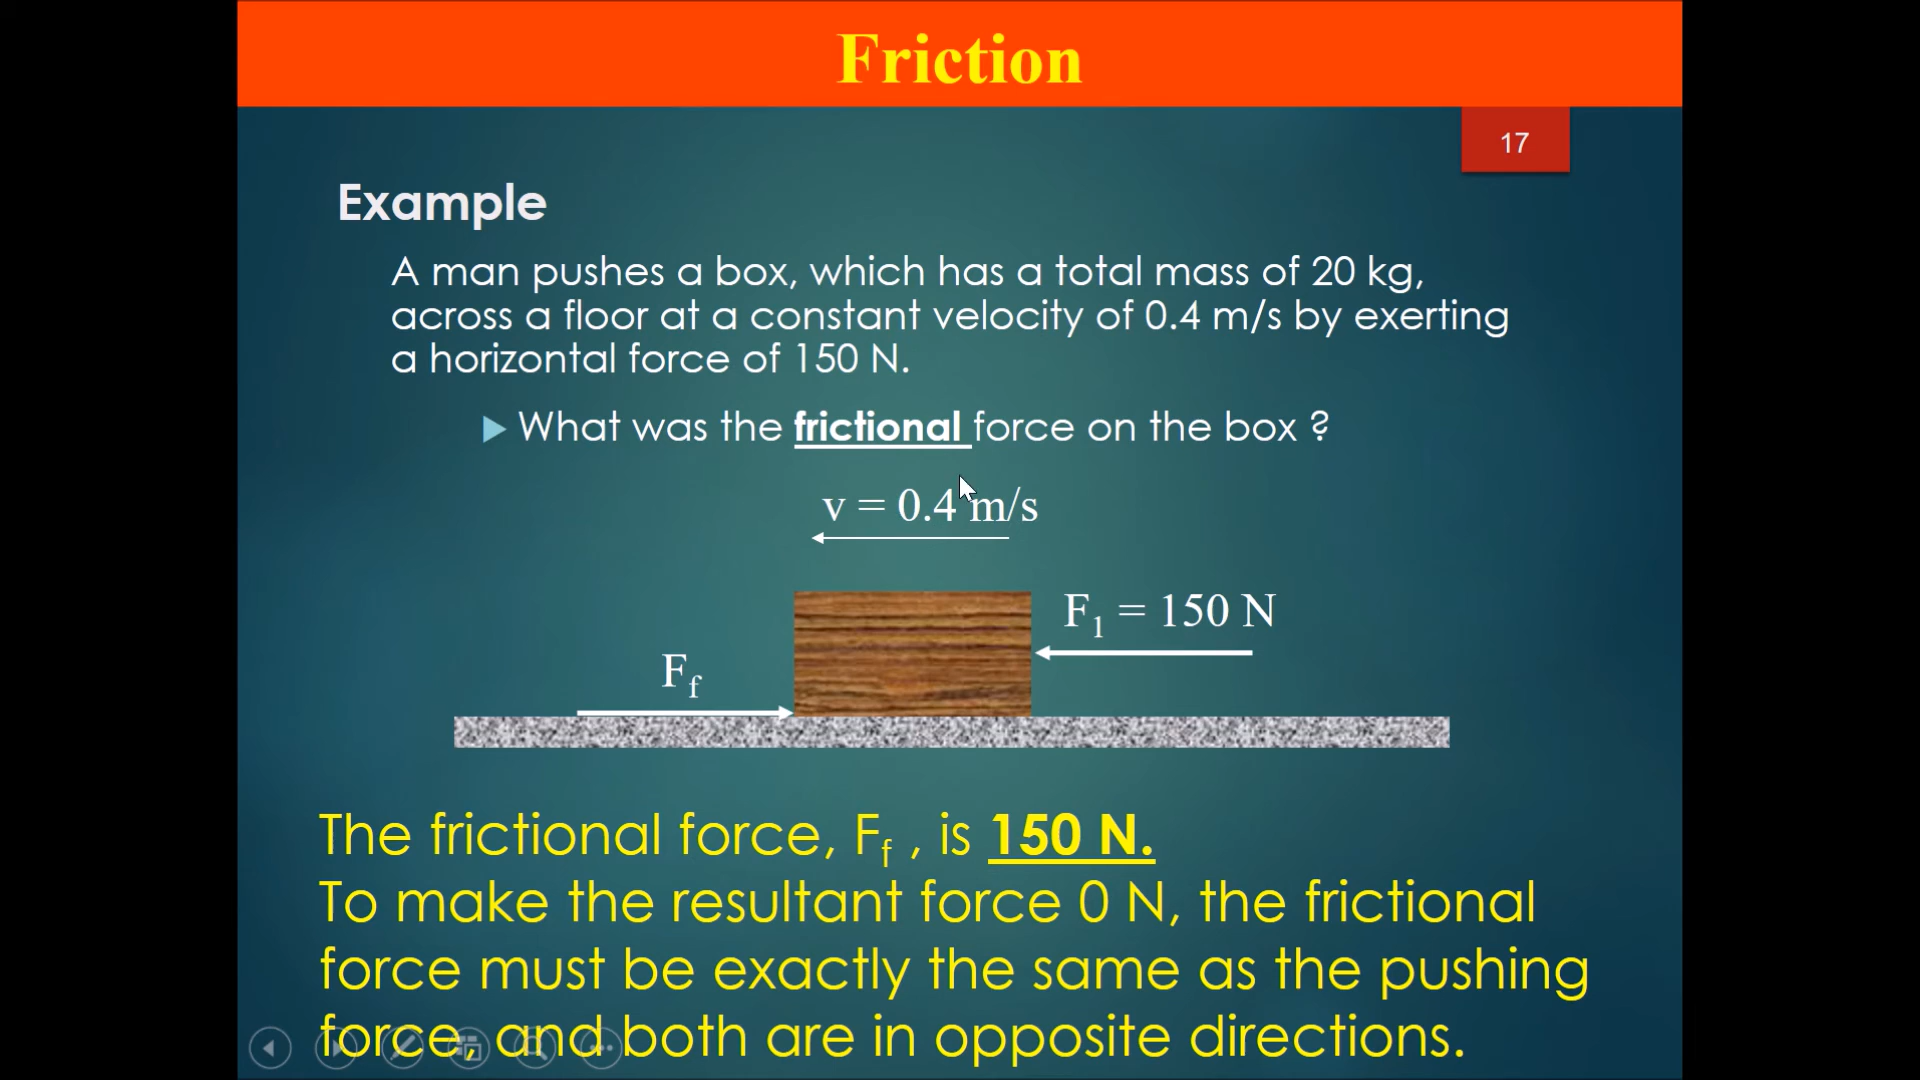 Friction
17
Example
A man pushes a box, which has a total mass of 20 kg,
across a floor at a constant velocity of 0.4 m/s by exerting
a horizontal force of 150 N.
What was the frictional force on the box ?
v = 0.4 m/s
F1 = 150 N
Ff
The frictional force, Ff , is 150 N.
To make the resultant force 0 N, the frictional
force must be exactly the same as the pushing
force, and both are in opposite directions.